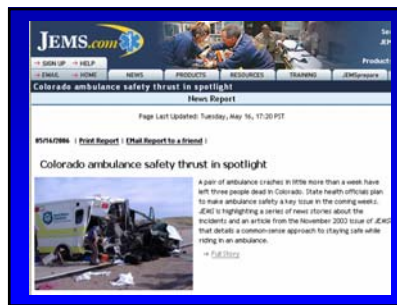 JEMS.com
Product
→ SIGN UP → HELP
→ EMAIL → HOME NEWS PRODUCTS RESOURCES TRAINING JEMSprepare
Colorado ambulance safety thrust in spotlight
News Report
Page Last Updated: Tuesday, May 16, 17:20 PST
05/16/2006 | Print Report | EMail Report to a friend |
Colorado ambulance safety thrust in spotlight
A pair of ambulance crashes in little more than a week have
left three people dead in Colorado. State health officials plan
to make ambulance safety a key issue in the coming weeks.
JEMS is highlighting a series of news stories about the
incidents and an article from the November 2003 issue of JEMS
that details a common-sense approach to staying safe while
riding in an ambulance.
→ Full Story